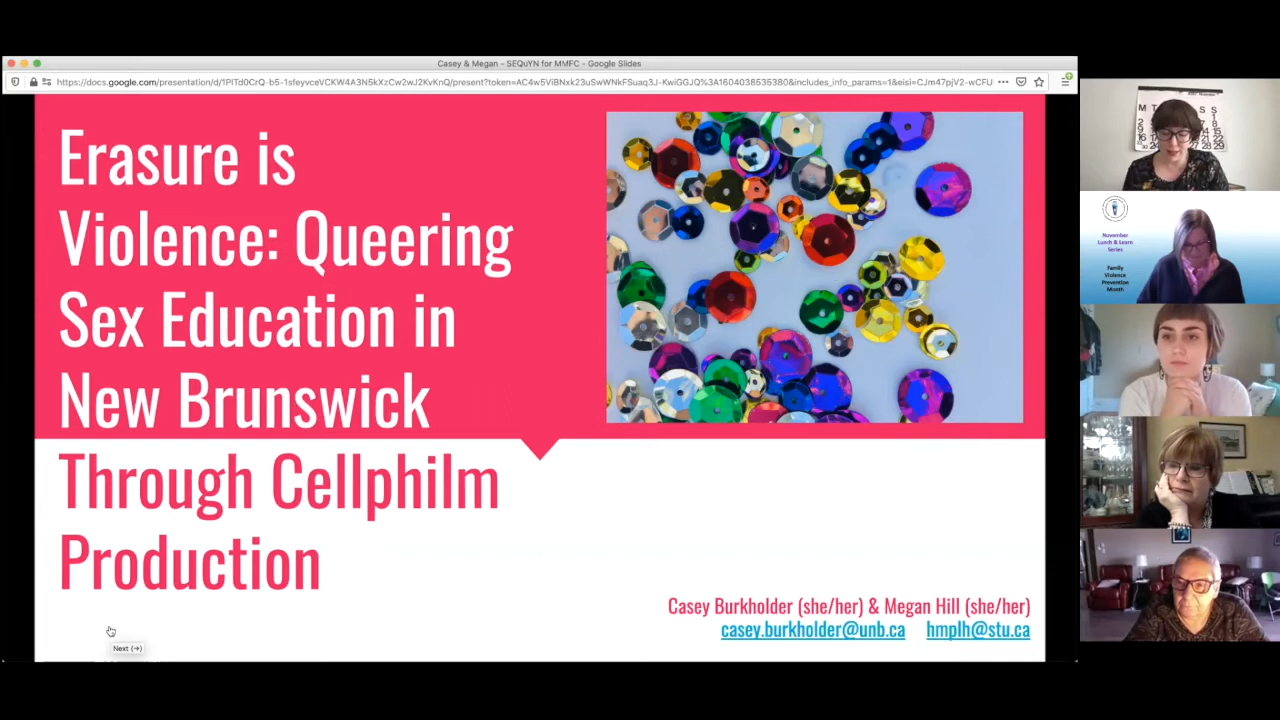 Casey & Megan - SEQuYN for MMFC - Google Slides
Erasure is
Violence: Queering
Sex Education in
New Brunswick
Through Cellphilm
Production
Casey Burkholder (she/her) & Megan Hill (she/her)
casey.burkholder@unb.ca hmplh@stu.ca
Next (→)
November
Lunch & Learn
Series
Family
Violence
Prevention
Month